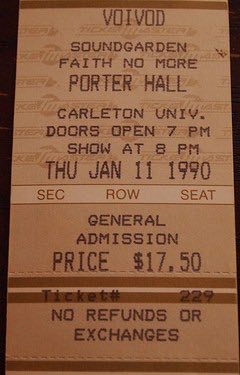 VOIVOD
SOUNDGARDEN
FAITH NO MORE
PORTER HALL
CARLETON UNIV.
DOORS OPEN 7 PM
SHOW AT 8 PM
THU JAN 11 1990
SEC ROW SEAT
GENERAL
ADMISSION
PRICE $17.50
Ticket# 229
NO REFUNDS OR
EXCHANGES